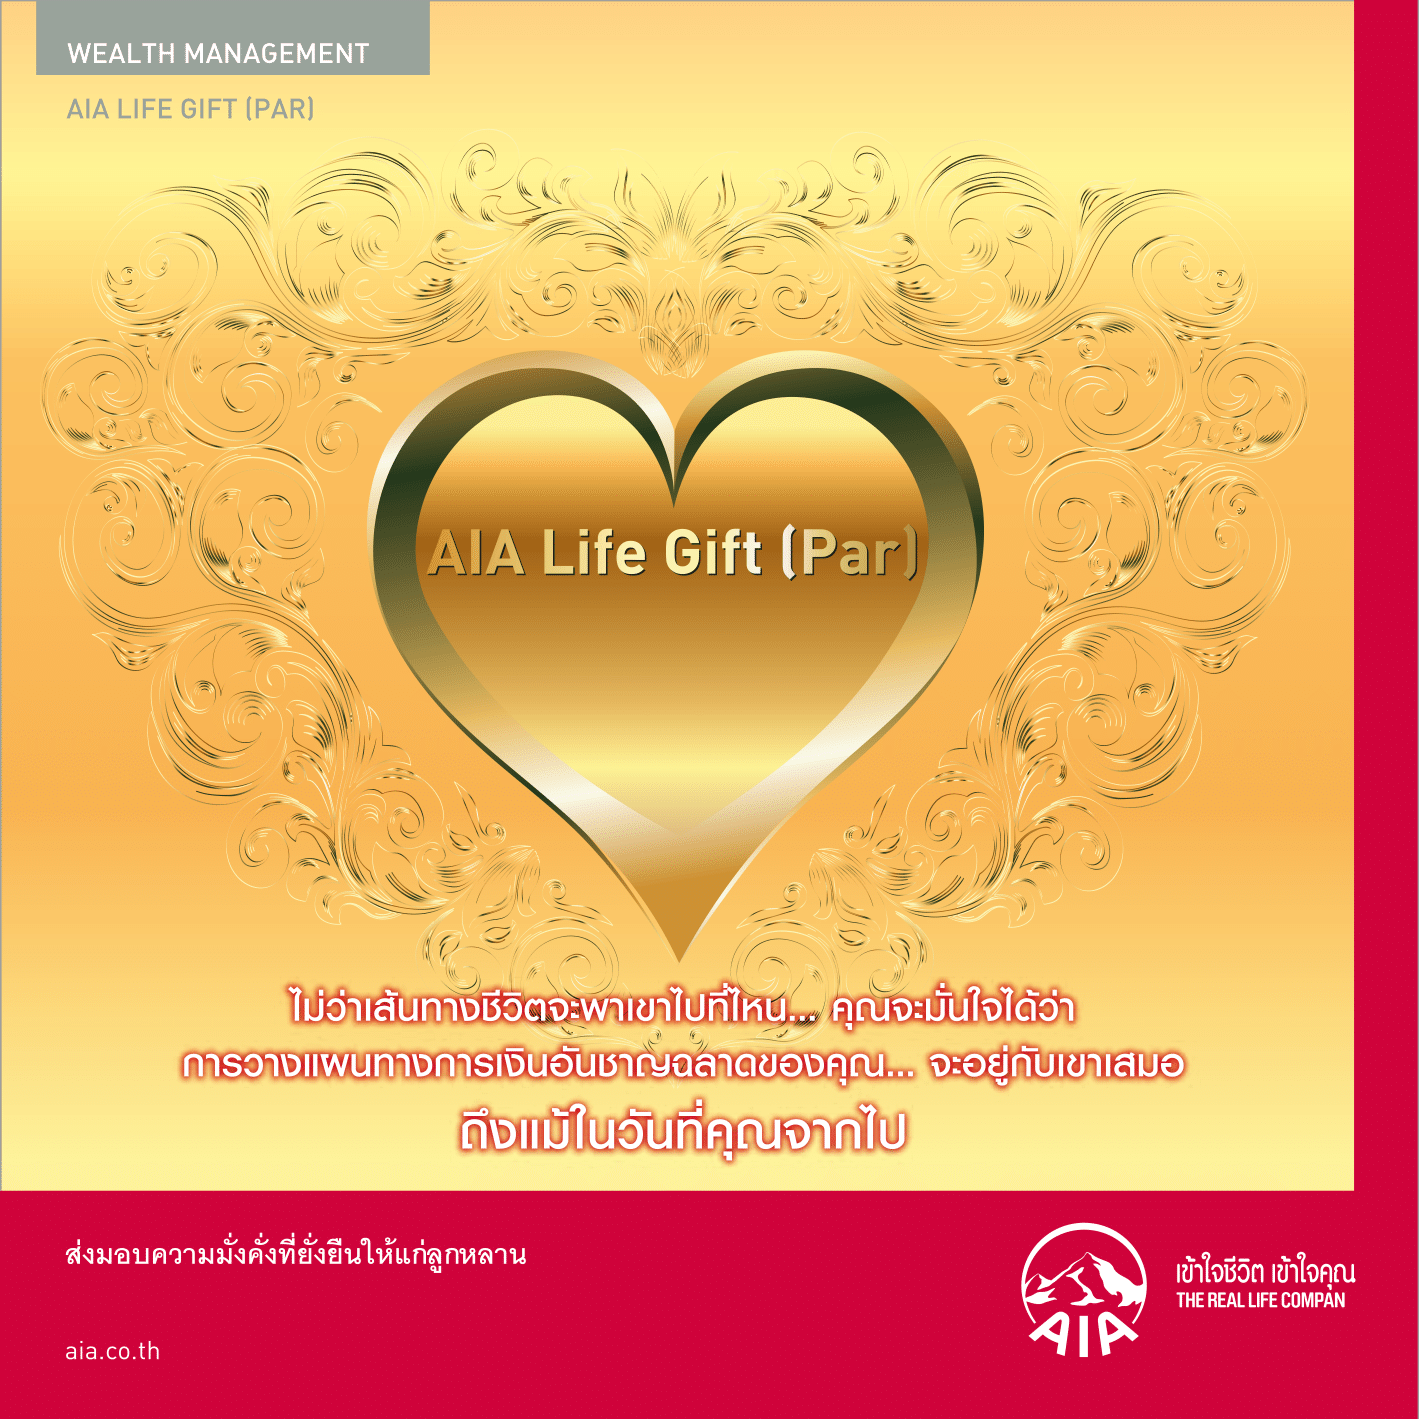 WEALTH MANAGEMENT
AIA LIFE GIFT (PAR)
AIA Life Gift (Par)
ไม่ว่าเส้นทางชีวิตจะพาเขาไปที่ไหน... คุณจะมั่นใจได้ว่า
การวางแผนทางการเงินอันชาญฉลาดของคุณ... จะอยู่กับเขาเสมอ
ถึงแม้ในวันที่คุณจากไป
ส่งมอบความมั่งคั่งที่ยั่งยืนให้แก่ลูกหลาน
เข้าใจชีวิต เข้าใจคุณ
THE REAL LIFE COMPAN
AIA
aia.co.th